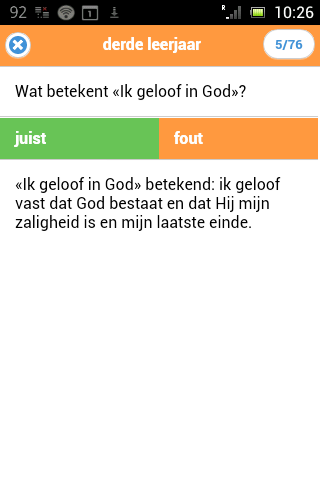 92 R 1 10:26
derde leerjaar 5/76
Wat betekent «Ik geloof in God»?
juist fout
«Ik geloof in God» betekend: ik geloof
vast dat God bestaat en dat Hij mijn
zaligheid is en mijn laatste einde.